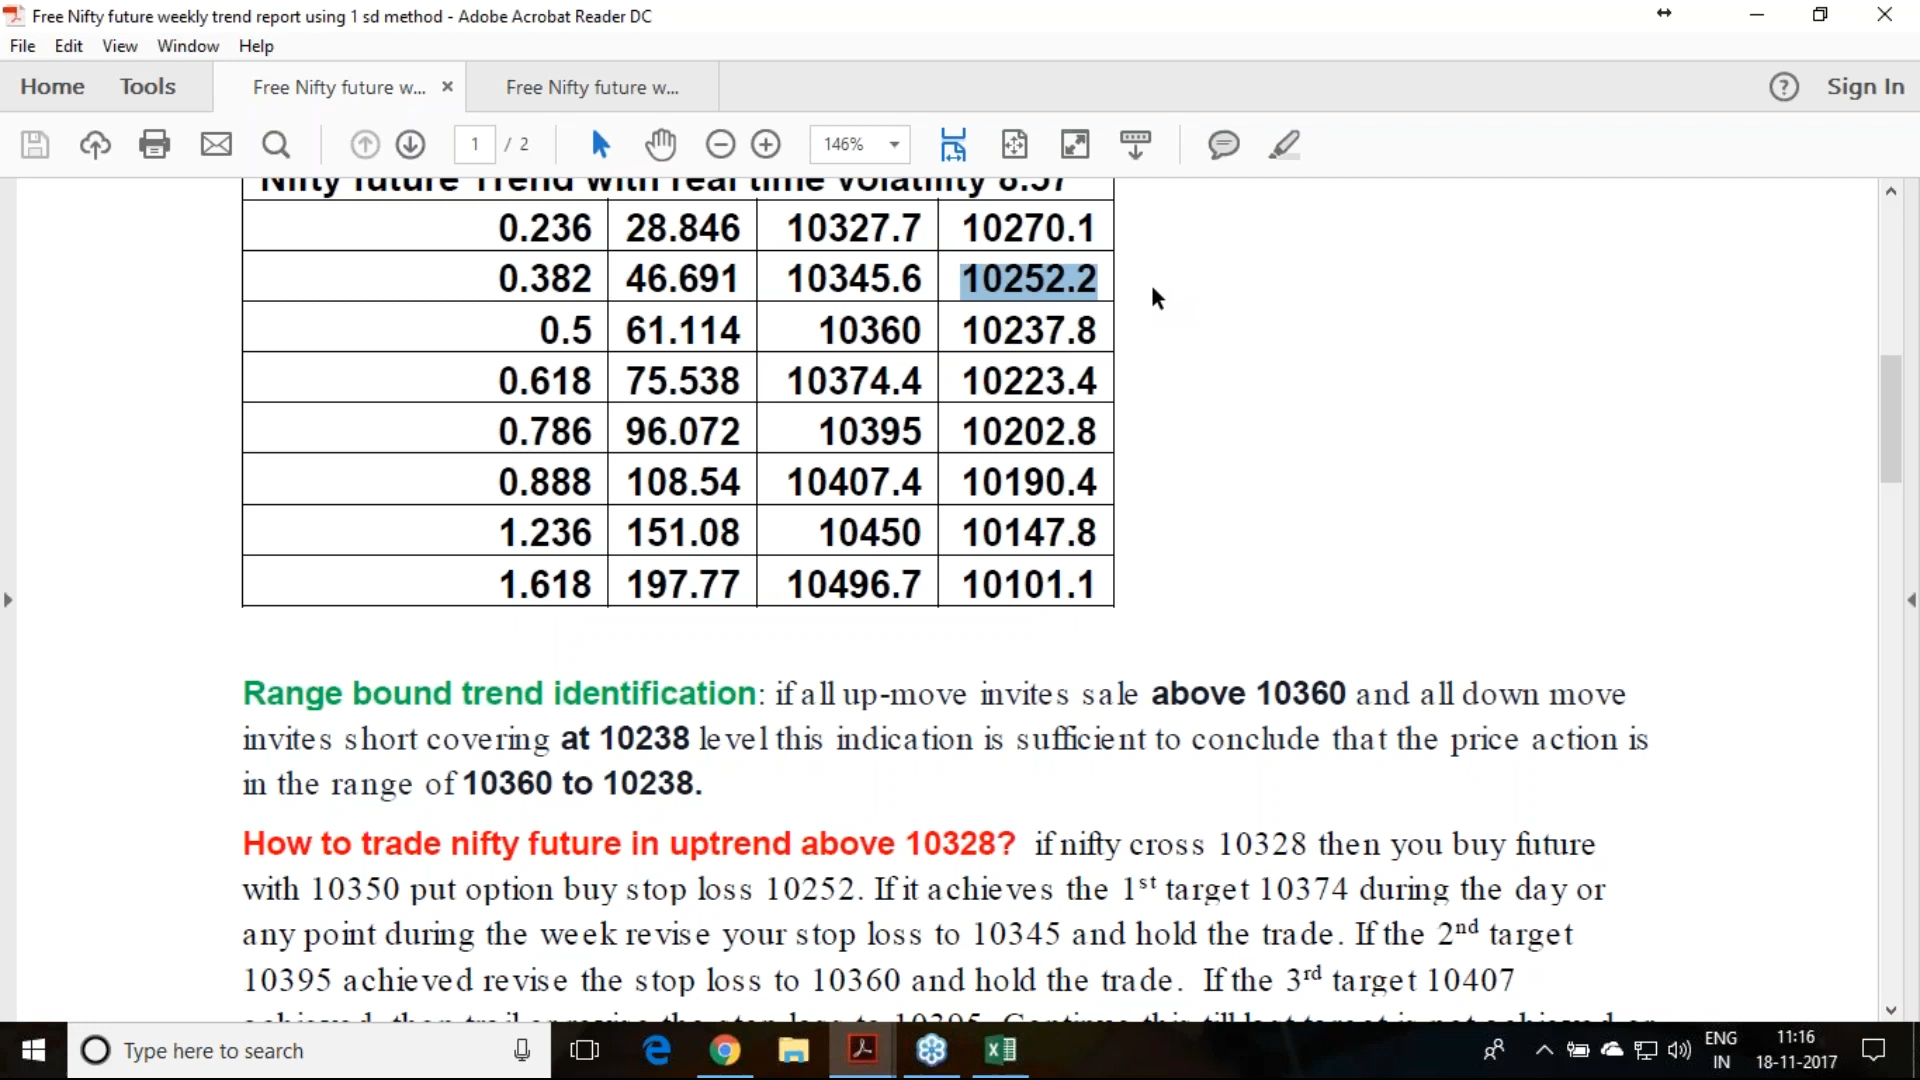 Free Nifty future weekly trend report using 1 sd method - Adobe Acrobat Reader DC
File Edit View Window Help
Home Tools Free Nifty future w... × Free Nifty future w... ? Sign In
1 / 2 146%
Nifty future Trend with real time volatility 8.57
0.236 28.846 10327.7 10270.1
0.382 46.691 10345.6 10252.2
0.5 61.114 10360 10237.8
0.618 75.538 10374.4 10223.4
0.786 96.072 10395 10202.8
0.888 108.54 10407.4 10190.4
1.236 151.08 10450 10147.8
1.618 197.77 10496.7 10101.1
Range bound trend identification: if all up-move invites sale above 10360 and all down move
invites short covering at 10238 level this indication is sufficient to conclude that the price action is
in the range of 10360 to 10238.
How to trade nifty future in uptrend above 10328? if nifty cross 10328 then you buy future
with 10350 put option buy stop loss 10252. If it achieves the 1st target 10374 during the day or
any point during the week revise your stop loss to 10345 and hold the trade. If the 2nd target
10395 achieved revise the stop loss to 10360 and hold the trade. If the 3rd target 10407
Type here to search
ENG
IN
11:16
18-11-2017